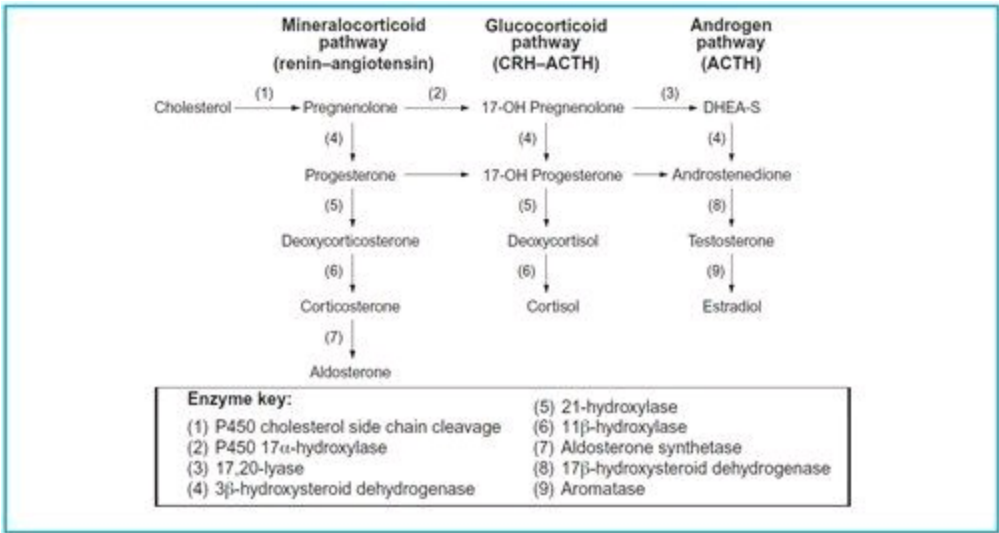 Mineralocorticoid Glucocorticoid Androgen
pathway pathway pathway
(renin–angiotensin) (CRH–ACTH) (ACTH)
(1) (2) (3)
Cholesterol Pregnenolone 17-OH Pregnenolone DHEA-S
(4) (4) (4)
Progesterone 17-OH Progesterone Androstenedione
(5) (5) (8)
Deoxycorticosterone Deoxycortisol Testosterone
(6) (6) (9)
Corticosterone Cortisol Estradiol
(7)
Aldosterone
Enzyme key:
(1) P450 cholesterol side chain cleavage
(2) P450 17α-hydroxylase
(3) 17,20-lyase
(4) 3β-hydroxysteroid dehydrogenase
(5) 21-hydroxylase
(6) 11β-hydroxylase
(7) Aldosterone synthetase
(8) 17β-hydroxysteroid dehydrogenase
(9) Aromatase